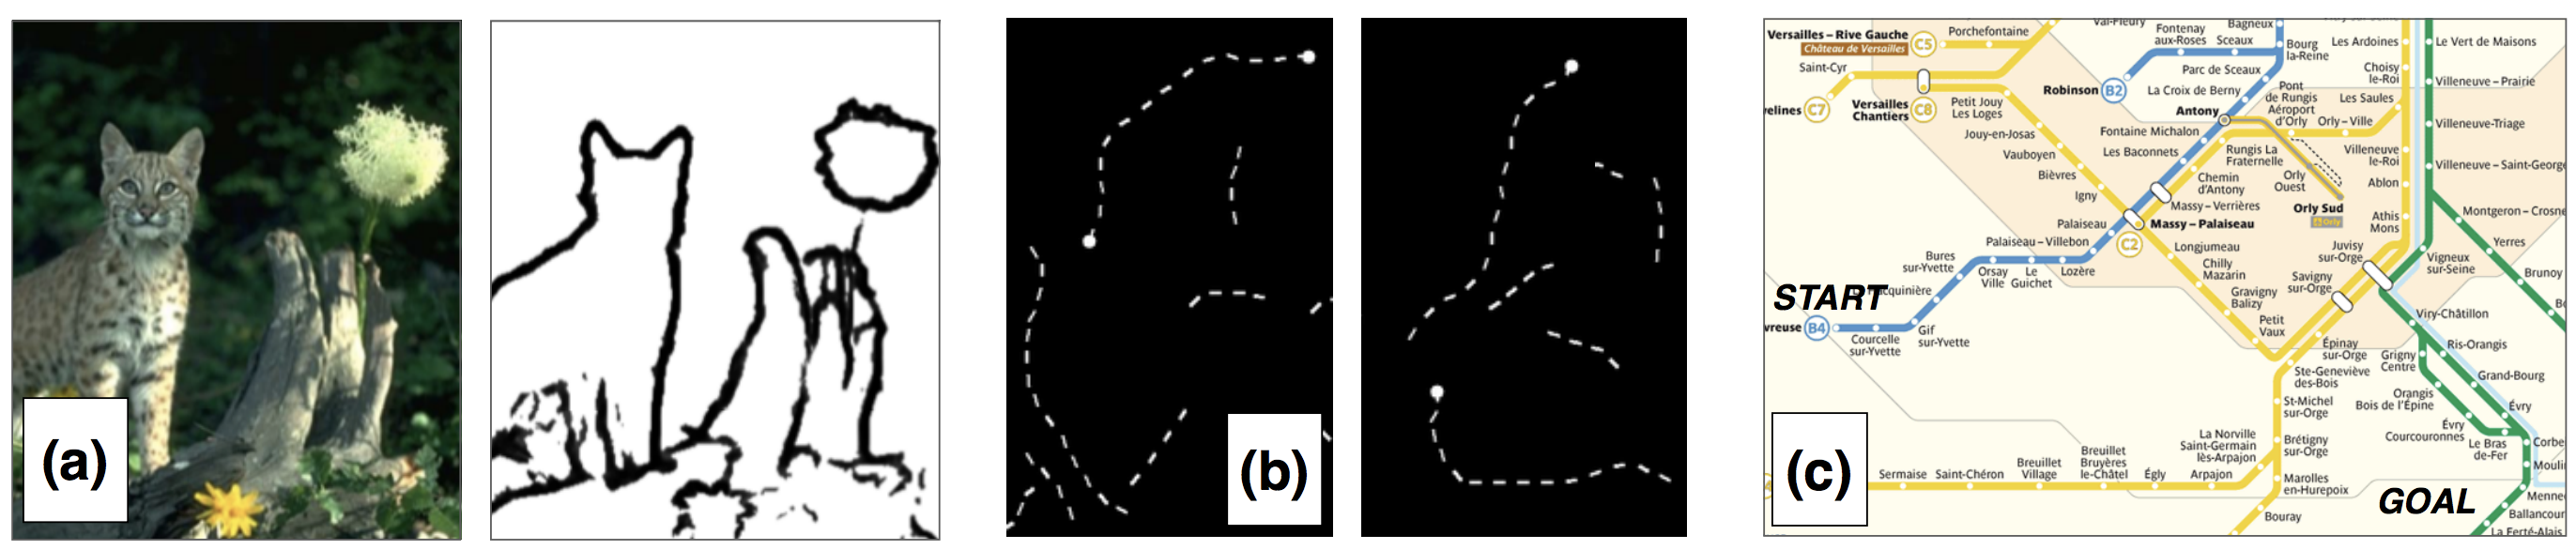 (a)
(b)
(c)
Versailles – Rive Gauche
Château de Versailles
C5
Porchefontaine
Val-Fleury
Saint-Cyr
C7
Versailles
Chantiers
C8
Petit Jouy
Les Loges
Jouy-en-Josas
Vauboyen
Bièvres
Igny
Fontenay
aux-Roses
Sceaux
Bagneux
Bourg
la-Reine
Parc de Sceaux
Robinson
B2
La Croix de Berny
Antony
Fontaine Michalon
Les Baconnets
Pont
de Rungis
Aéroport
d'Orly
Orly – Ville
Les Saules
Rungis La
Fraternelle
Chemin
d'Antony
Orly
Ouest
Orly Sud
Orly
Massy – Verrières
Massy – Palaiseau
C2
Palaiseau
Palaiseau – Villebon
Lozère
Le
Guichet
Orsay
Ville
Bures
sur-Yvette
START
B4
Courcelle
sur-Yvette
Gif
sur-Yvette
Longjumeau
Chilly
Mazarin
Gravigny
Balizy
Petit
Vaux
Épinay
sur-Orge
Savigny
sur-Orge
Juvisy
sur-Orge
Les Ardoines
Choisy
le-Roi
Villeneuve
le-Roi
Ablon
Athis
Mons
Le Vert de Maisons
Villeneuve – Prairie
Villeneuve-Triage
Villeneuve – Saint-George
Montgeron – Crosne
Yerres
Brunoy
Vigneux
sur-Seine
Viry-Châtillon
Ris-Orangis
Grigny
Centre
Grand-Bourg
Orangis
Bois de l'Épine
Évry
Évry
Courcouronnes
Le Bras
de-Fer
Corbe
Mouli
Menne
Ballancour
La Ferté-Alais
Ste-Geneviève
des-Bois
St-Michel
sur-Orge
Brétigny
sur-Orge
Marolles
en-Hurepoix
Bouray
La Norville
Saint-Germain
lès-Arpajon
Arpajon
Égly
Breuillet
Bruyères
le-Châtel
Breuillet
Village
Saint-Chéron
Sermaise
GOAL